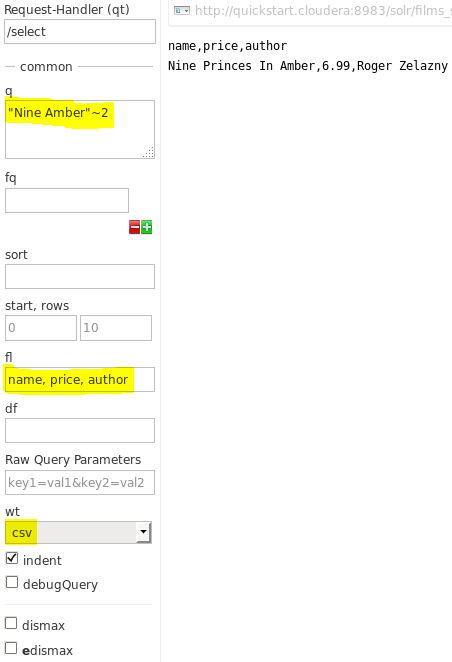 Request-Handler (qt)
/select
common
q
"Nine Amber"~2
fq
sort
start, rows
0
10
fl
name, price, author
df
Raw Query Parameters
key1=val1&key2=val2
wt
csv
indent
debugQuery
dismax
edismax
http://quickstart.cloudera:8983/solr/films_s
name,price,author
Nine Princes In Amber,6.99,Roger Zelazny